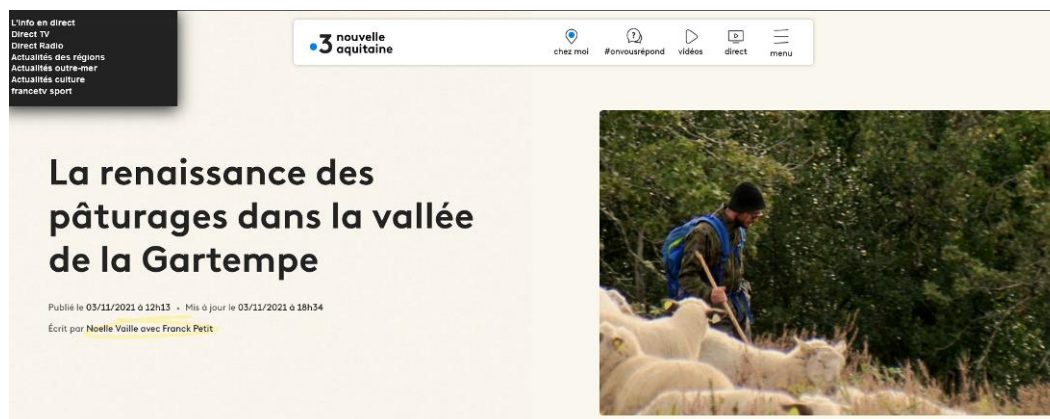 L'info en direct
Direct TV
Direct Radio
Actualités des régions
Actualités outre-mer
Actualités culture
francetv sport
3 nouvelle
aquitaine
chez moi #onvousrépond vidéos direct menu
La renaissance des
pâturages dans la vallée
de la Gartempe
Publié le 03/11/2021 à 12h13 • Mis à jour le 03/11/2021 à 18h34
Écrit par Noelle Vaille avec Franck Petit